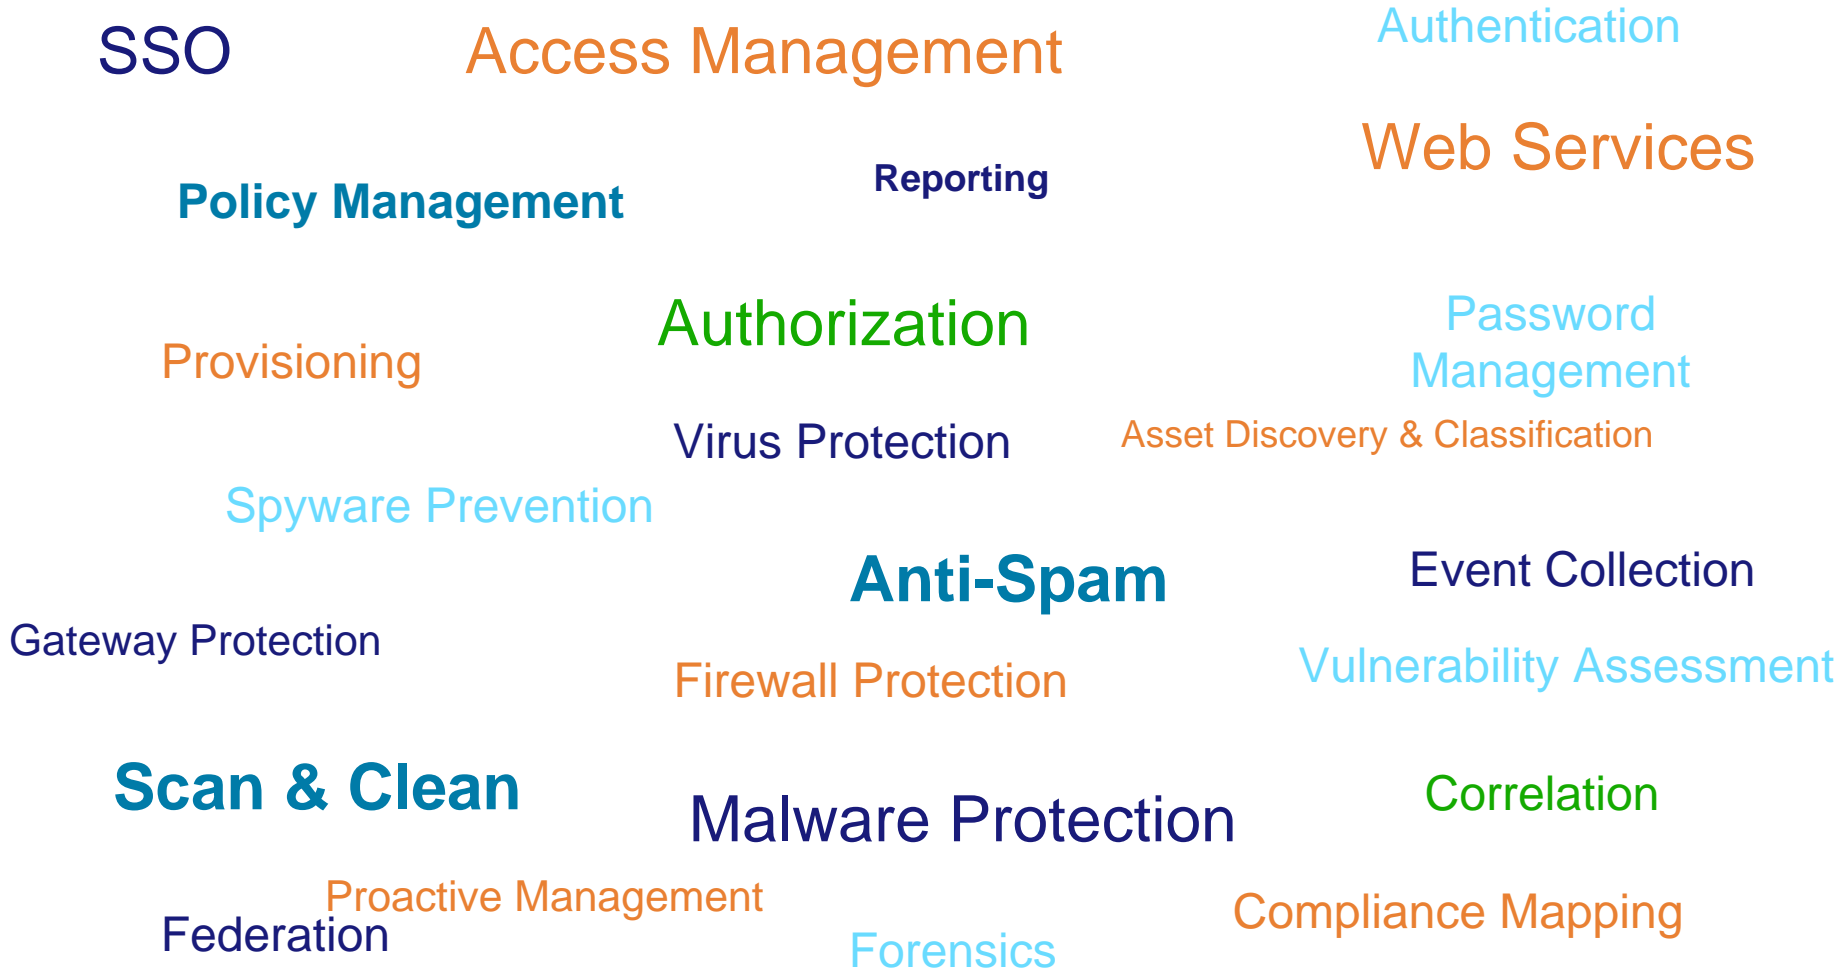 SSO
Access Management
Authentication
Web Services
Policy Management
Reporting
Authorization
Password
Management
Provisioning
Virus Protection
Asset Discovery & Classification
Spyware Prevention
Anti-Spam
Event Collection
Gateway Protection
Firewall Protection
Vulnerability Assessment
Scan & Clean
Malware Protection
Correlation
Proactive Management
Compliance Mapping
Federation
Forensics